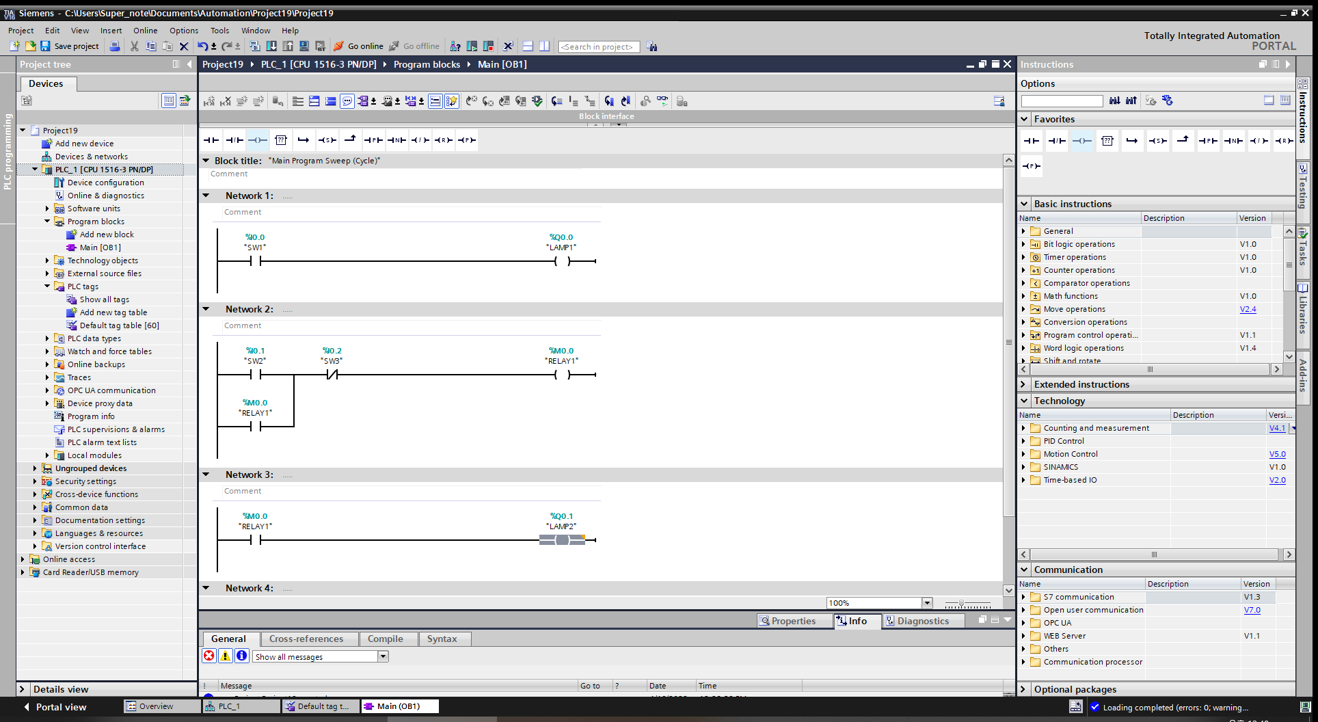 Siemens - C:\Users\Super_note\Documents\Automation\Project19\Project19
Project Edit View Insert Online Options Tools Window Help
Totally Integrated Automation
PORTAL
Save project
Go online
Go offline
<Search in project>
Project tree
Project19 PLC_1 [CPU 1516-3 PN/DP] Program blocks Main [OB1]
Instructions
Devices
PLC programming
Project19
Add new device
Devices & networks
PLC_1 [CPU 1516-3 PN/DP]
Device configuration
Online & diagnostics
Software units
Program blocks
Add new block
Main [OB1]
Technology objects
External source files
PLC tags
Show all tags
Add new tag table
Default tag table [60]
PLC data types
Watch and force tables
Online backups
Traces
OPC UA communication
Device proxy data
Program info
PLC supervisions & alarms
PLC alarm text lists
Local modules
Ungrouped devices
Security settings
Cross-device functions
Common data
Documentation settings
Languages & resources
Version control interface
Online access
Card Reader/USB memory
Details view
Block interface
Block title: "Main Program Sweep (Cycle)"
Comment
Network 1: .....
Comment
%I0.0
"SW1"
%Q0.0
"LAMP1"
Network 2: .....
Comment
%I0.1
"SW2"
%I0.2
"SW3"
%M0.0
"RELAY1"
%M0.0
"RELAY1"
Network 3: .....
Comment
%M0.0
"RELAY1"
%Q0.1
"LAMP2"
Network 4: .....
100%
Properties Info Diagnostics
General Cross-references Compile Syntax
Show all messages
! Message Go to ? Date Time
Options
Favorites
Basic instructions
Name Description Version
General
Bit logic operations V1.0
Timer operations V1.0
Counter operations V1.0
Comparator operations
Math functions V1.0
Move operations V2.4
Conversion operations
Program control operati... V1.1
Word logic operations V1.4
Shift and rotate
Extended instructions
Technology
Name Description Versi...
Counting and measurement V4.1
PID Control
Motion Control V5.0
SINAMICS V1.0
Time-based IO V2.0
Communication
Name Description Version
S7 communication V1.3
Open user communication V7.0
OPC UA
WEB Server V1.1
Others
Communication processor
Optional packages
Instructions
Testing
Tasks
Libraries
Add-ins
Portal view
Overview
PLC_1
Default tag t...
Main (OB1)
Loading completed (errors: 0; warning...